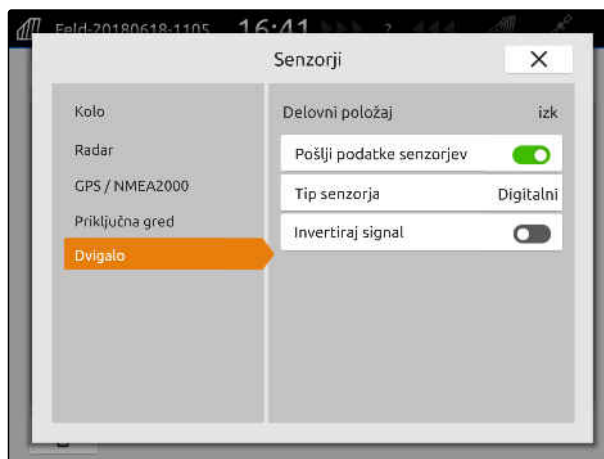 Feld-20180618-1105 16:41 2
Senzorji
Kolo
Radar
GPS / NMEA2000
Priključna gred
Dvigalo
Delovni položaj izk
Pošlji podatke senzorjev
Tip senzorja Digitalni
Invertiraj signal